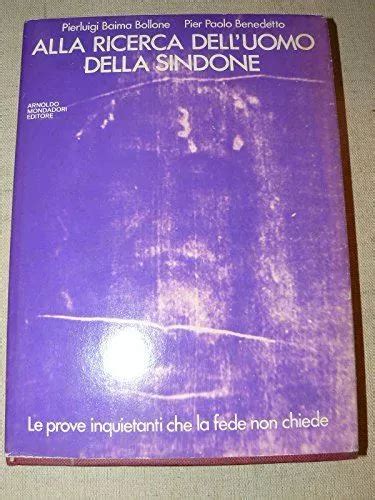 Pierluigi Baima Bollone Pier Paolo Benedetto
ALLA RICERCA DELL'UOMO
DELLA SINDONE
ARNOLDO
MONDADORI
EDITORE
Le prove inquietanti che la fede non chiede